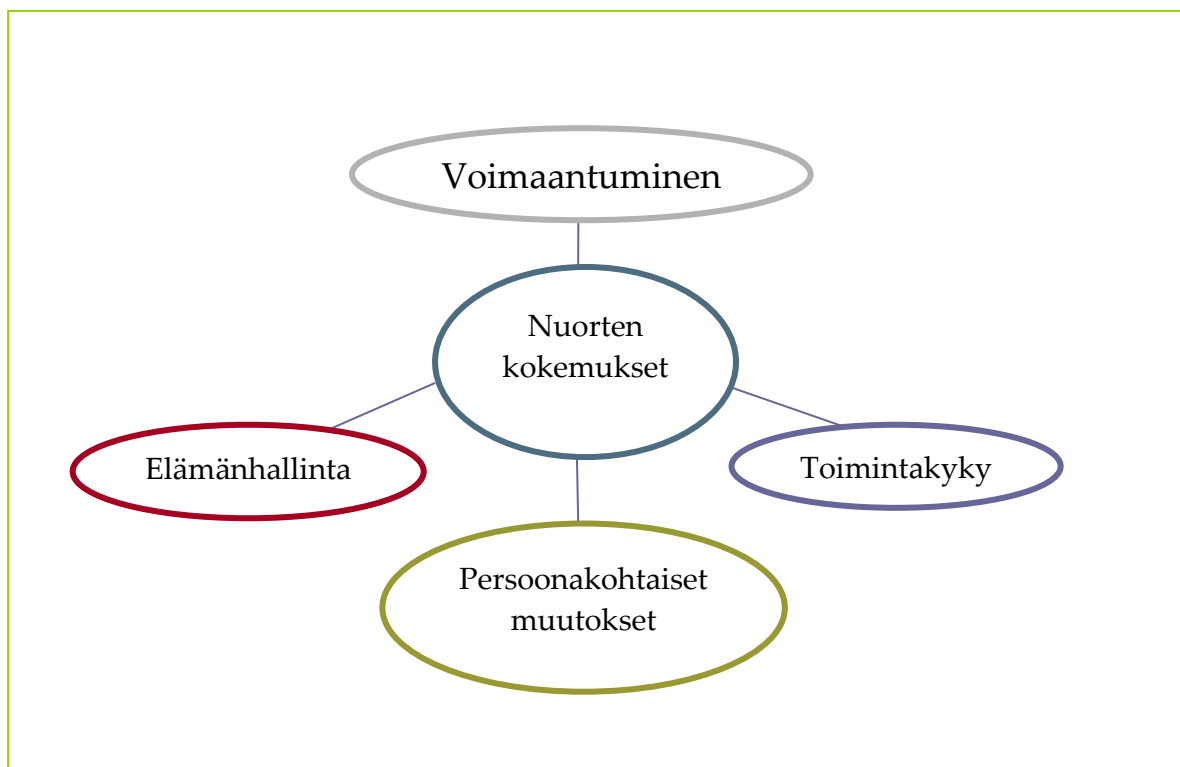 Voimaantuminen
Nuorten
kokemukset
Elämänhallinta
Toimintakyky
Persoonakohtaiset
muutokset